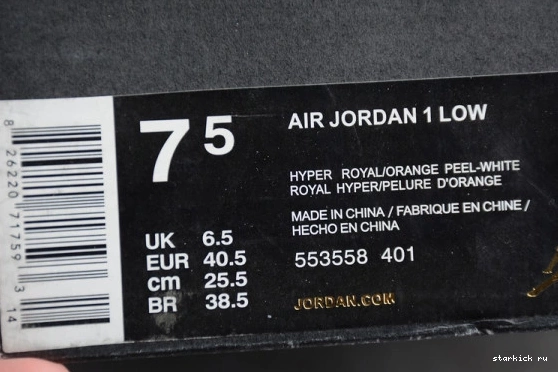 7 5
AIR JORDAN 1 LOW
HYPER ROYAL/ORANGE PEEL-WHITE
ROYAL HYPER/PELURE D'ORANGE
MADE IN CHINA / FABRIQUE EN CHINE /
HECHO EN CHINA
553558 401
UK 6.5
EUR 40.5
cm 25.5
BR 38.5
JORDAN.COM
8 26220 71759 3 14
starkick ru